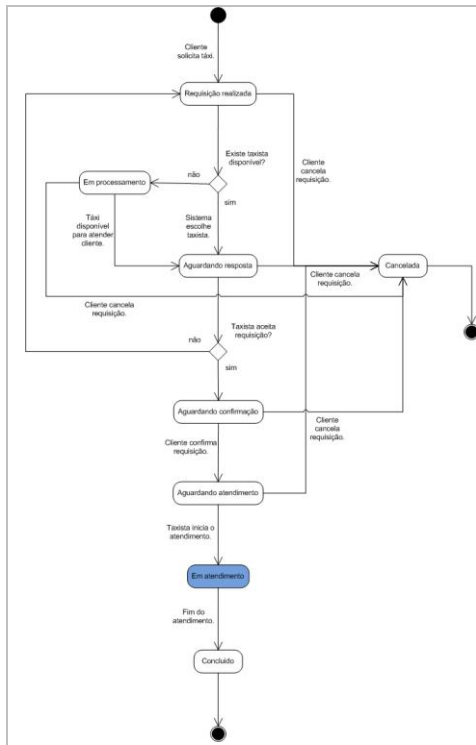 Cliente
solicita táxi.
Requisição realizada
Existe taxista
disponível?
Cliente
cancela
requisição.
Em processamento
não
sim
Táxi
disponível
para atender
cliente.
Sistema
escolhe
taxista.
Aguardando resposta
Cliente cancela
requisição.
Cancelada
Cliente cancela
requisição.
Taxista aceita
requisição?
não
sim
Aguardando confirmação
Cliente
cancela
requisição.
Cliente confirma
requisição.
Aguardando atendimento
Taxista inicia o
atendimento.
Em atendimento
Fim do
atendimento.
Concluído